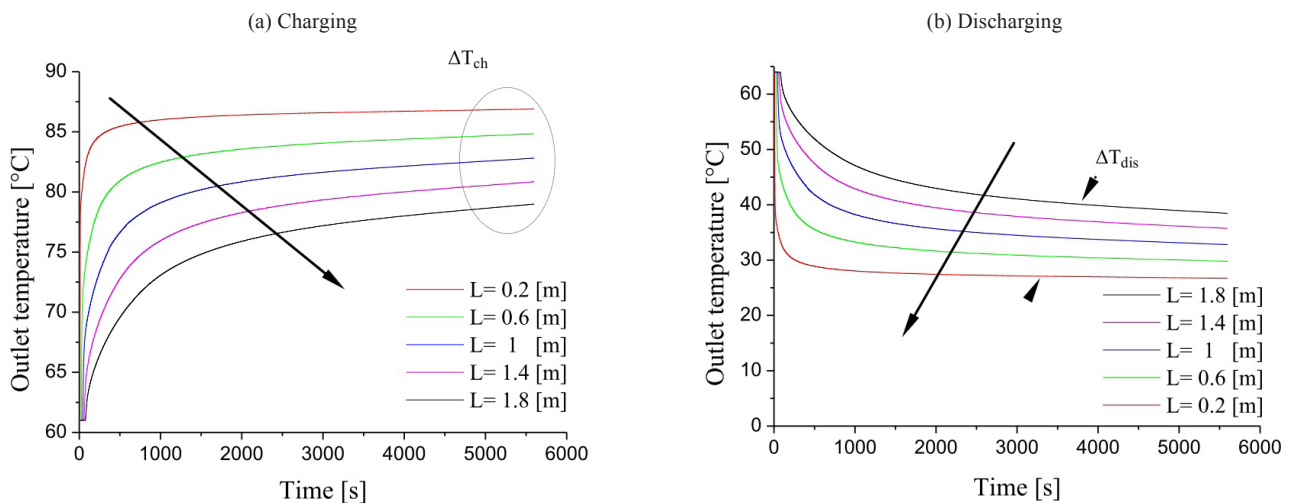 (a) Charging
ΔT_ch
90
85
80
75
70
65
60
Outlet temperature [°C]
0 1000 2000 3000 4000 5000 6000
Time [s]
L= 0.2 [m]
L= 0.6 [m]
L= 1 [m]
L= 1.4 [m]
L= 1.8 [m]
(b) Discharging
ΔT_dis
60
50
40
30
20
10
0
Outlet temperature [°C]
0 1000 2000 3000 4000 5000 6000
Time [s]
L= 1.8 [m]
L= 1.4 [m]
L= 1 [m]
L= 0.6 [m]
L= 0.2 [m]